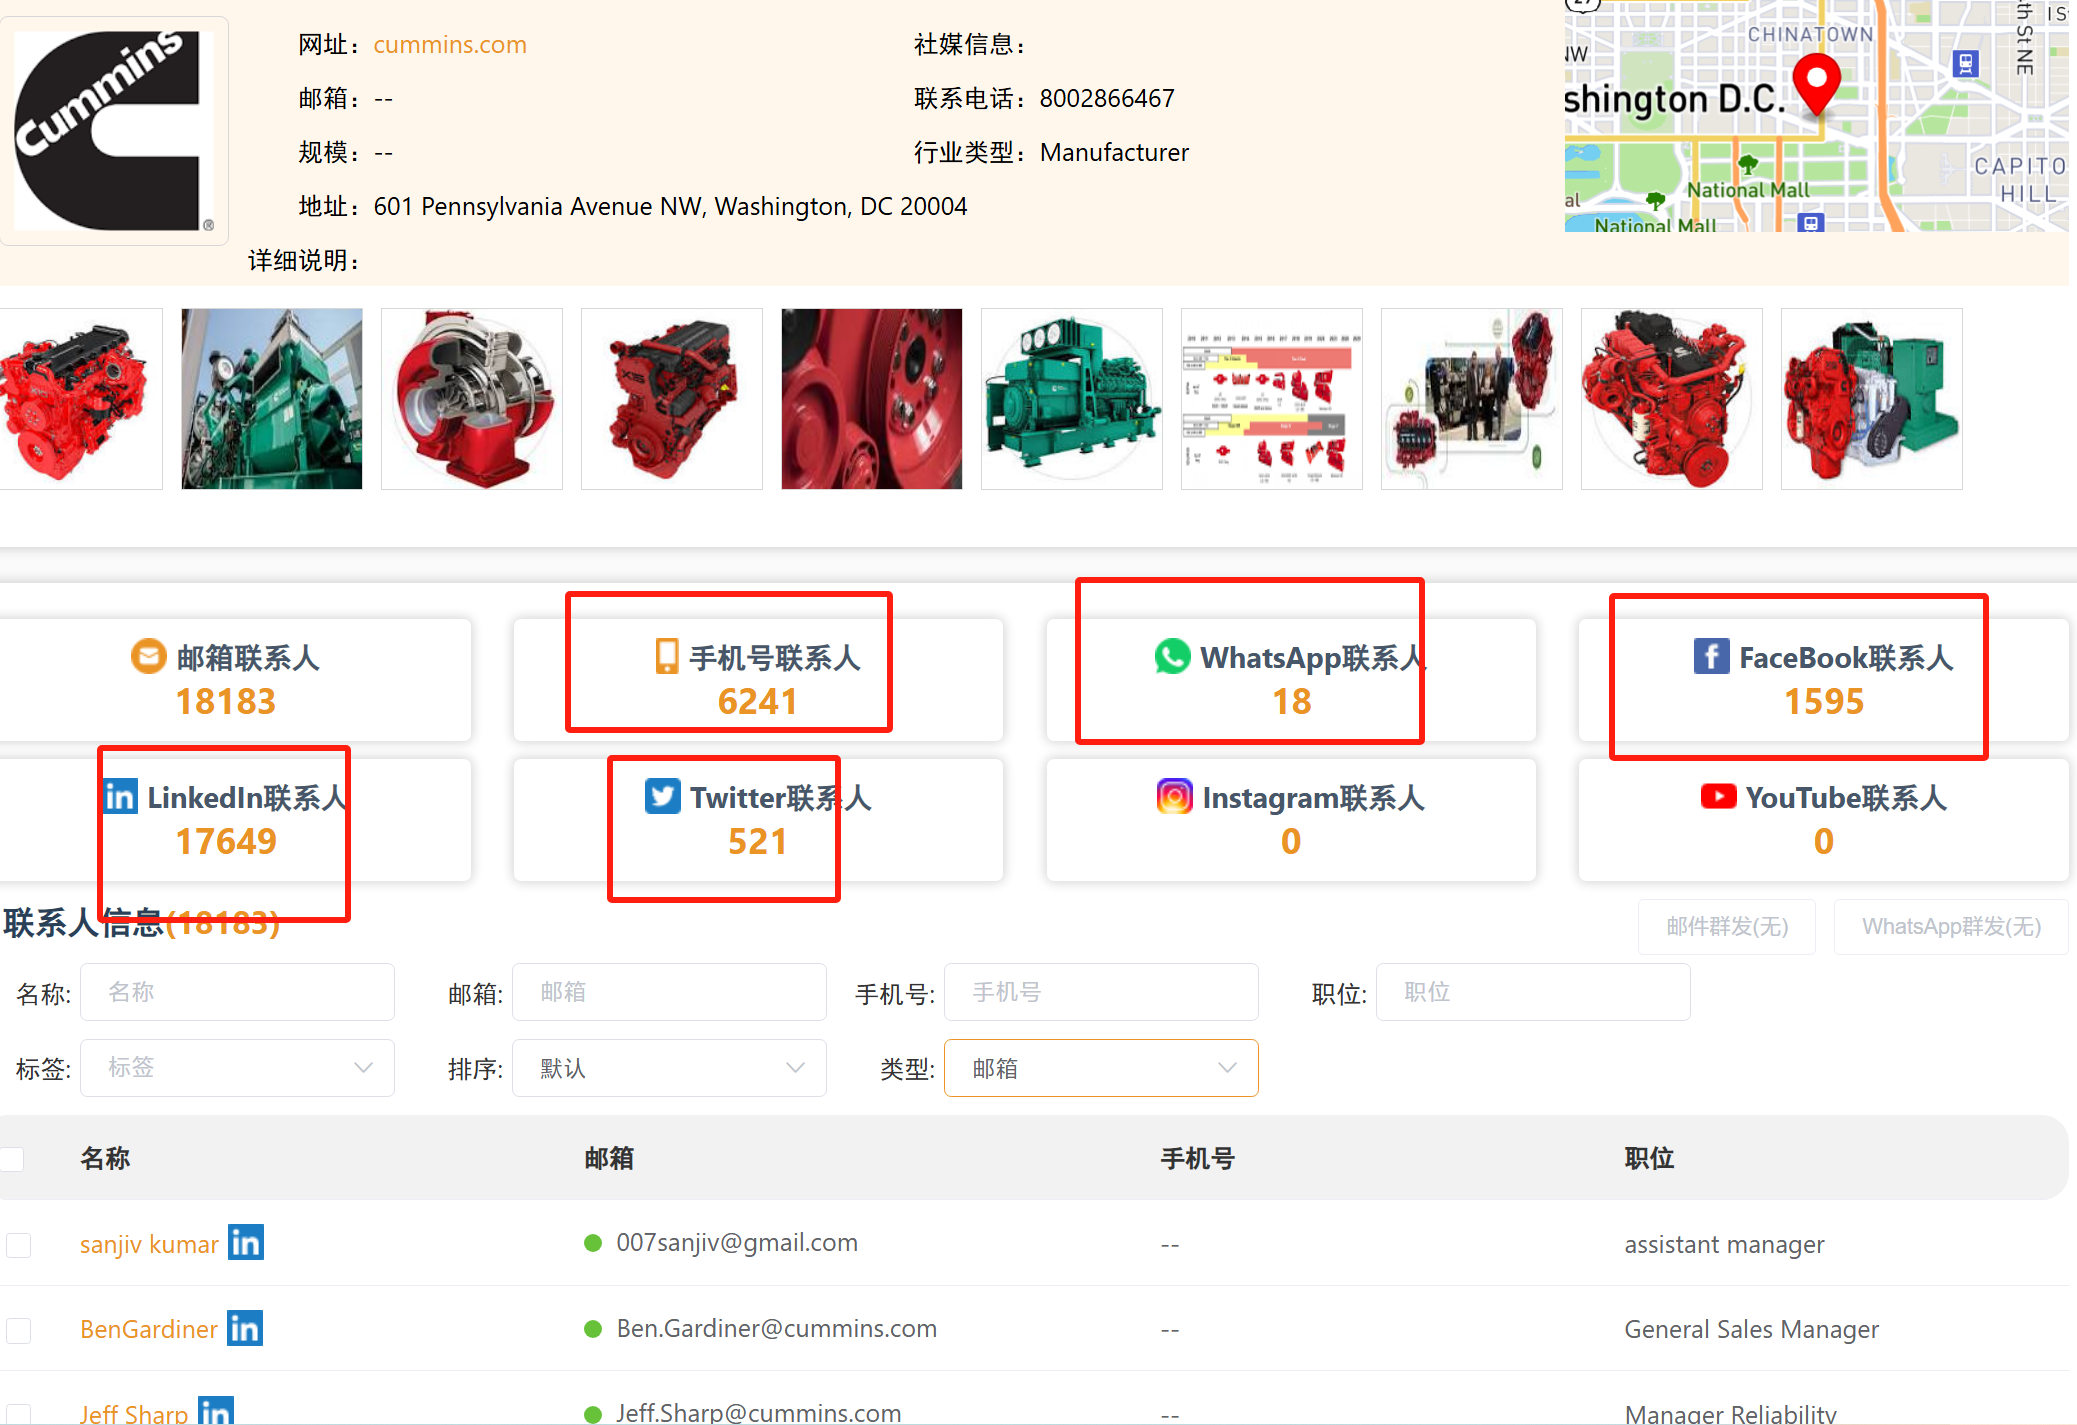 Cummins
®
网址：cummins.com
社媒信息：
邮箱：--
联系电话：8002866467
规模：--
行业类型：Manufacturer
地址：601 Pennsylvania Avenue NW, Washington, DC 20004
详细说明：
CHINATOWN
th St NE
I S
NW
shington D.C.
CAPITO
HILL
National Mall
al
National Mall
X15
邮箱联系人
18183
手机号联系人
6241
WhatsApp联系人
18
FaceBook联系人
1595
LinkedIn联系人
17649
Twitter联系人
521
Instagram联系人
0
YouTube联系人
0
联系人信息(18183)
邮件群发(无)
WhatsApp群发(无)
名称: 名称
邮箱: 邮箱
手机号: 手机号
职位: 职位
标签: 标签
排序: 默认
类型: 邮箱
名称 邮箱 手机号 职位
sanjiv kumar in 007sanjiv@gmail.com -- assistant manager
BenGardiner in Ben.Gardiner@cummins.com -- General Sales Manager
Jeff Sharp in Jeff.Sharp@cummins.com -- Manager Reliability